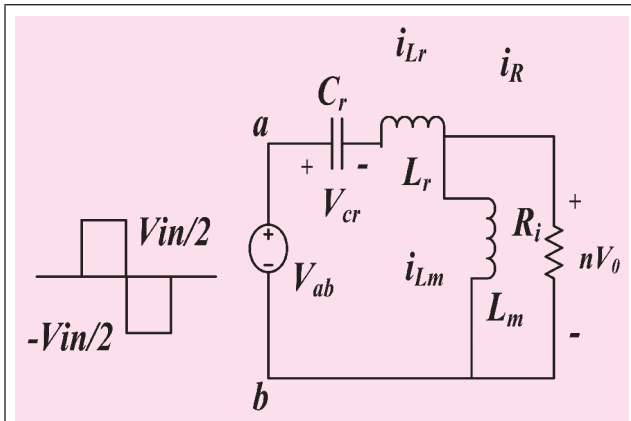 i_Lr
i_R
C_r
a
+ -
L_r
V_cr
+
R_i
Vin/2
+
-
V_ab
i_Lm
nV_0
-Vin/2
L_m
-
b